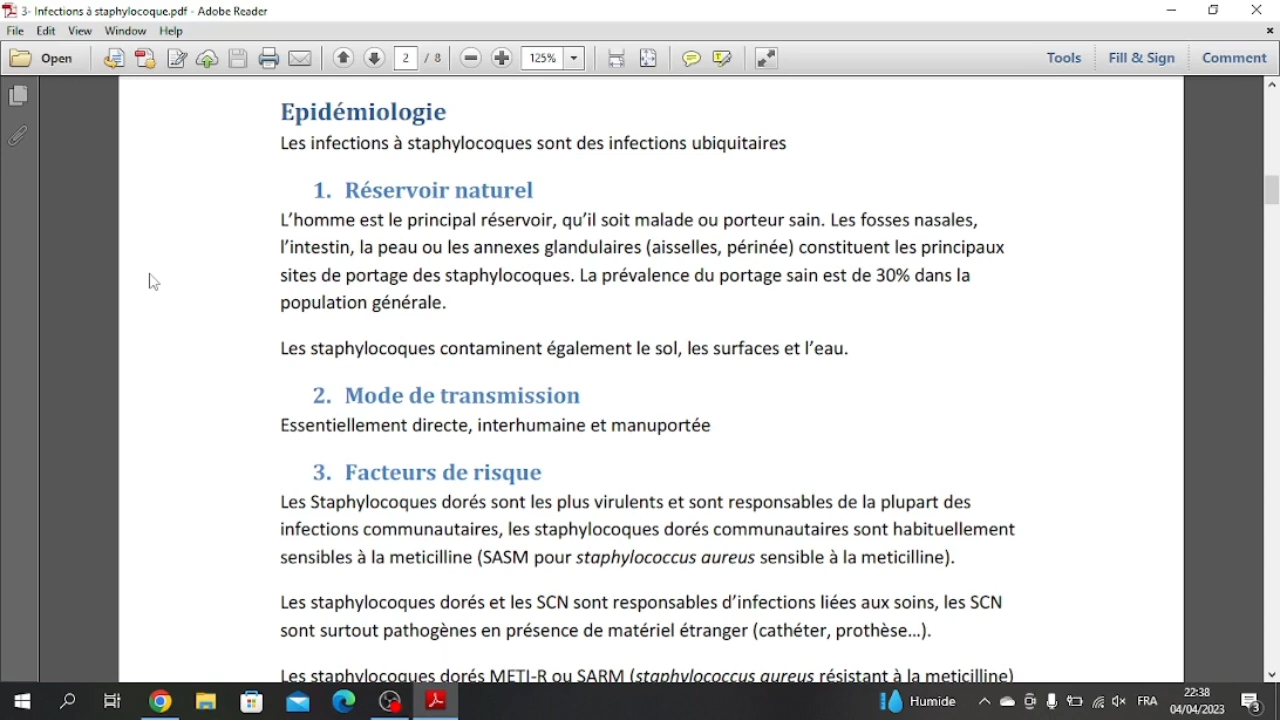 3- Infections à staphylocoque.pdf - Adobe Reader
File Edit View Window Help
Open 2 / 8 125% Tools Fill & Sign Comment
Epidémiologie
Les infections à staphylocoques sont des infections ubiquitaires
1. Réservoir naturel
L’homme est le principal réservoir, qu’il soit malade ou porteur sain. Les fosses nasales,
l’intestin, la peau ou les annexes glandulaires (aisselles, périnée) constituent les principaux
sites de portage des staphylocoques. La prévalence du portage sain est de 30% dans la
population générale.
Les staphylocoques contaminent également le sol, les surfaces et l’eau.
2. Mode de transmission
Essentiellement directe, interhumaine et manuportée
3. Facteurs de risque
Les Staphylocoques dorés sont les plus virulents et sont responsables de la plupart des
infections communautaires, les staphylocoques dorés communautaires sont habituellement
sensibles à la meticilline (SASM pour staphylococcus aureus sensible à la meticilline).
Les staphylocoques dorés et les SCN sont responsables d’infections liées aux soins, les SCN
sont surtout pathogènes en présence de matériel étranger (cathéter, prothèse…).
Les staphylocoques dorés METI-R ou SARM (staphylococcus aureus résistant à la meticilline)
Humide FRA 22:38
04/04/2023 3